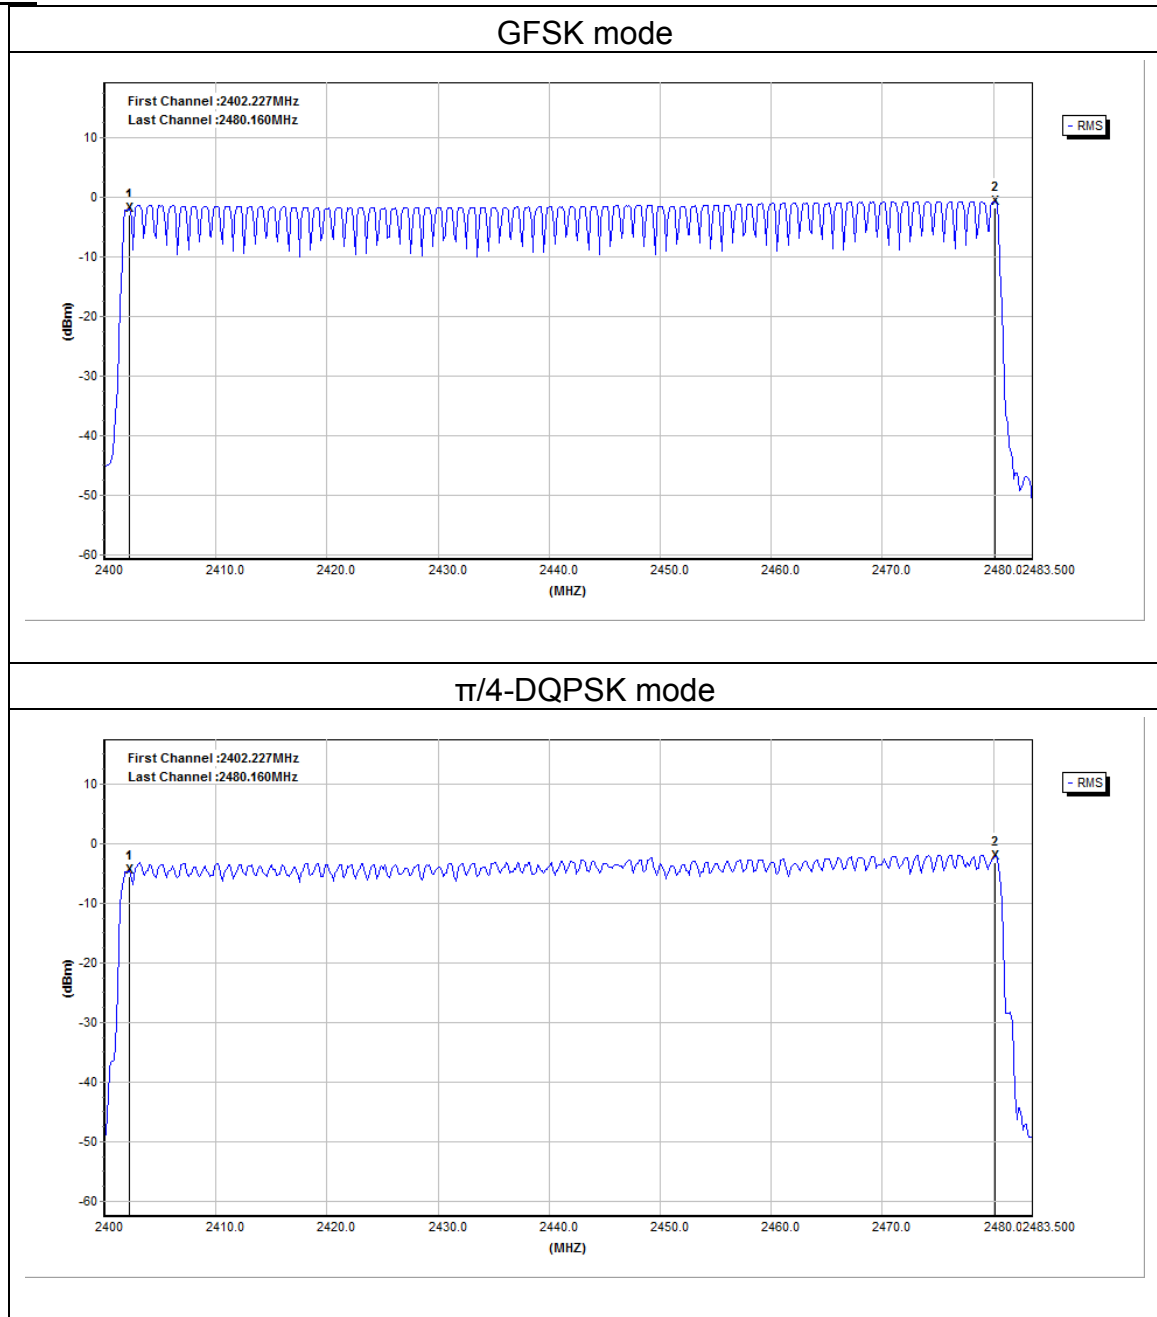 GFSK mode
First Channel :2402.227MHz
Last Channel :2480.160MHz
- RMS
10
0
-10
-20
-30
-40
-50
-60
(dBm)
1
X
2
X
2400 2410.0 2420.0 2430.0 2440.0 2450.0 2460.0 2470.0 2480.02483.500
(MHZ)
π/4-DQPSK mode
First Channel :2402.227MHz
Last Channel :2480.160MHz
- RMS
10
0
-10
-20
-30
-40
-50
-60
(dBm)
1
X
2
X
2400 2410.0 2420.0 2430.0 2440.0 2450.0 2460.0 2470.0 2480.02483.500
(MHZ)